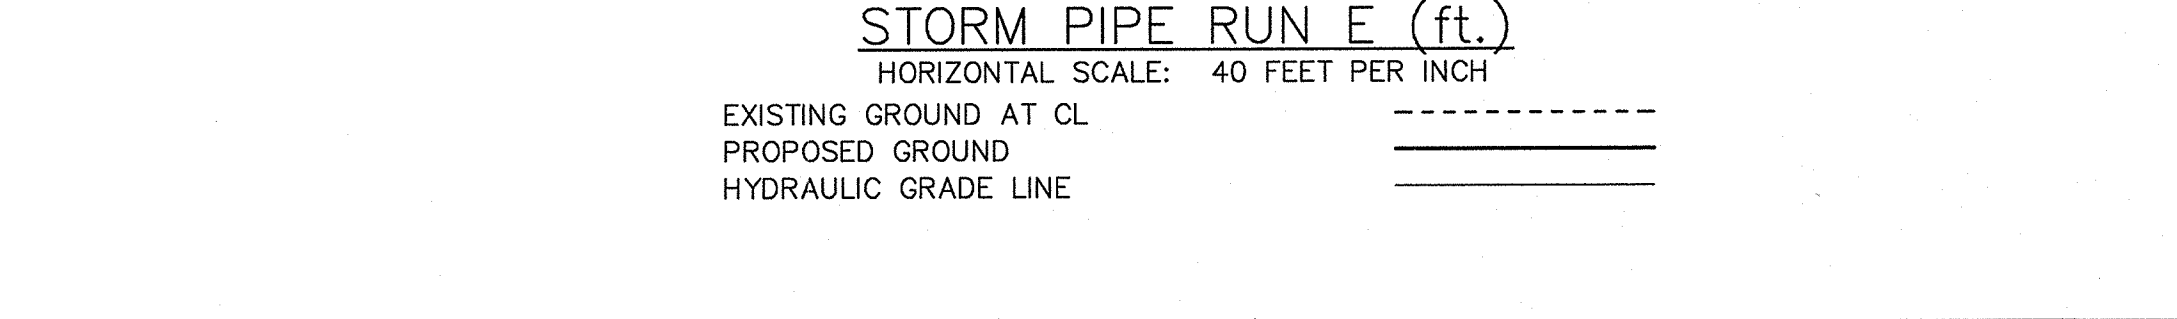 STORM PIPE RUN E (ft.)
HORIZONTAL SCALE: 40 FEET PER INCH
EXISTING GROUND AT CL
PROPOSED GROUND
HYDRAULIC GRADE LINE